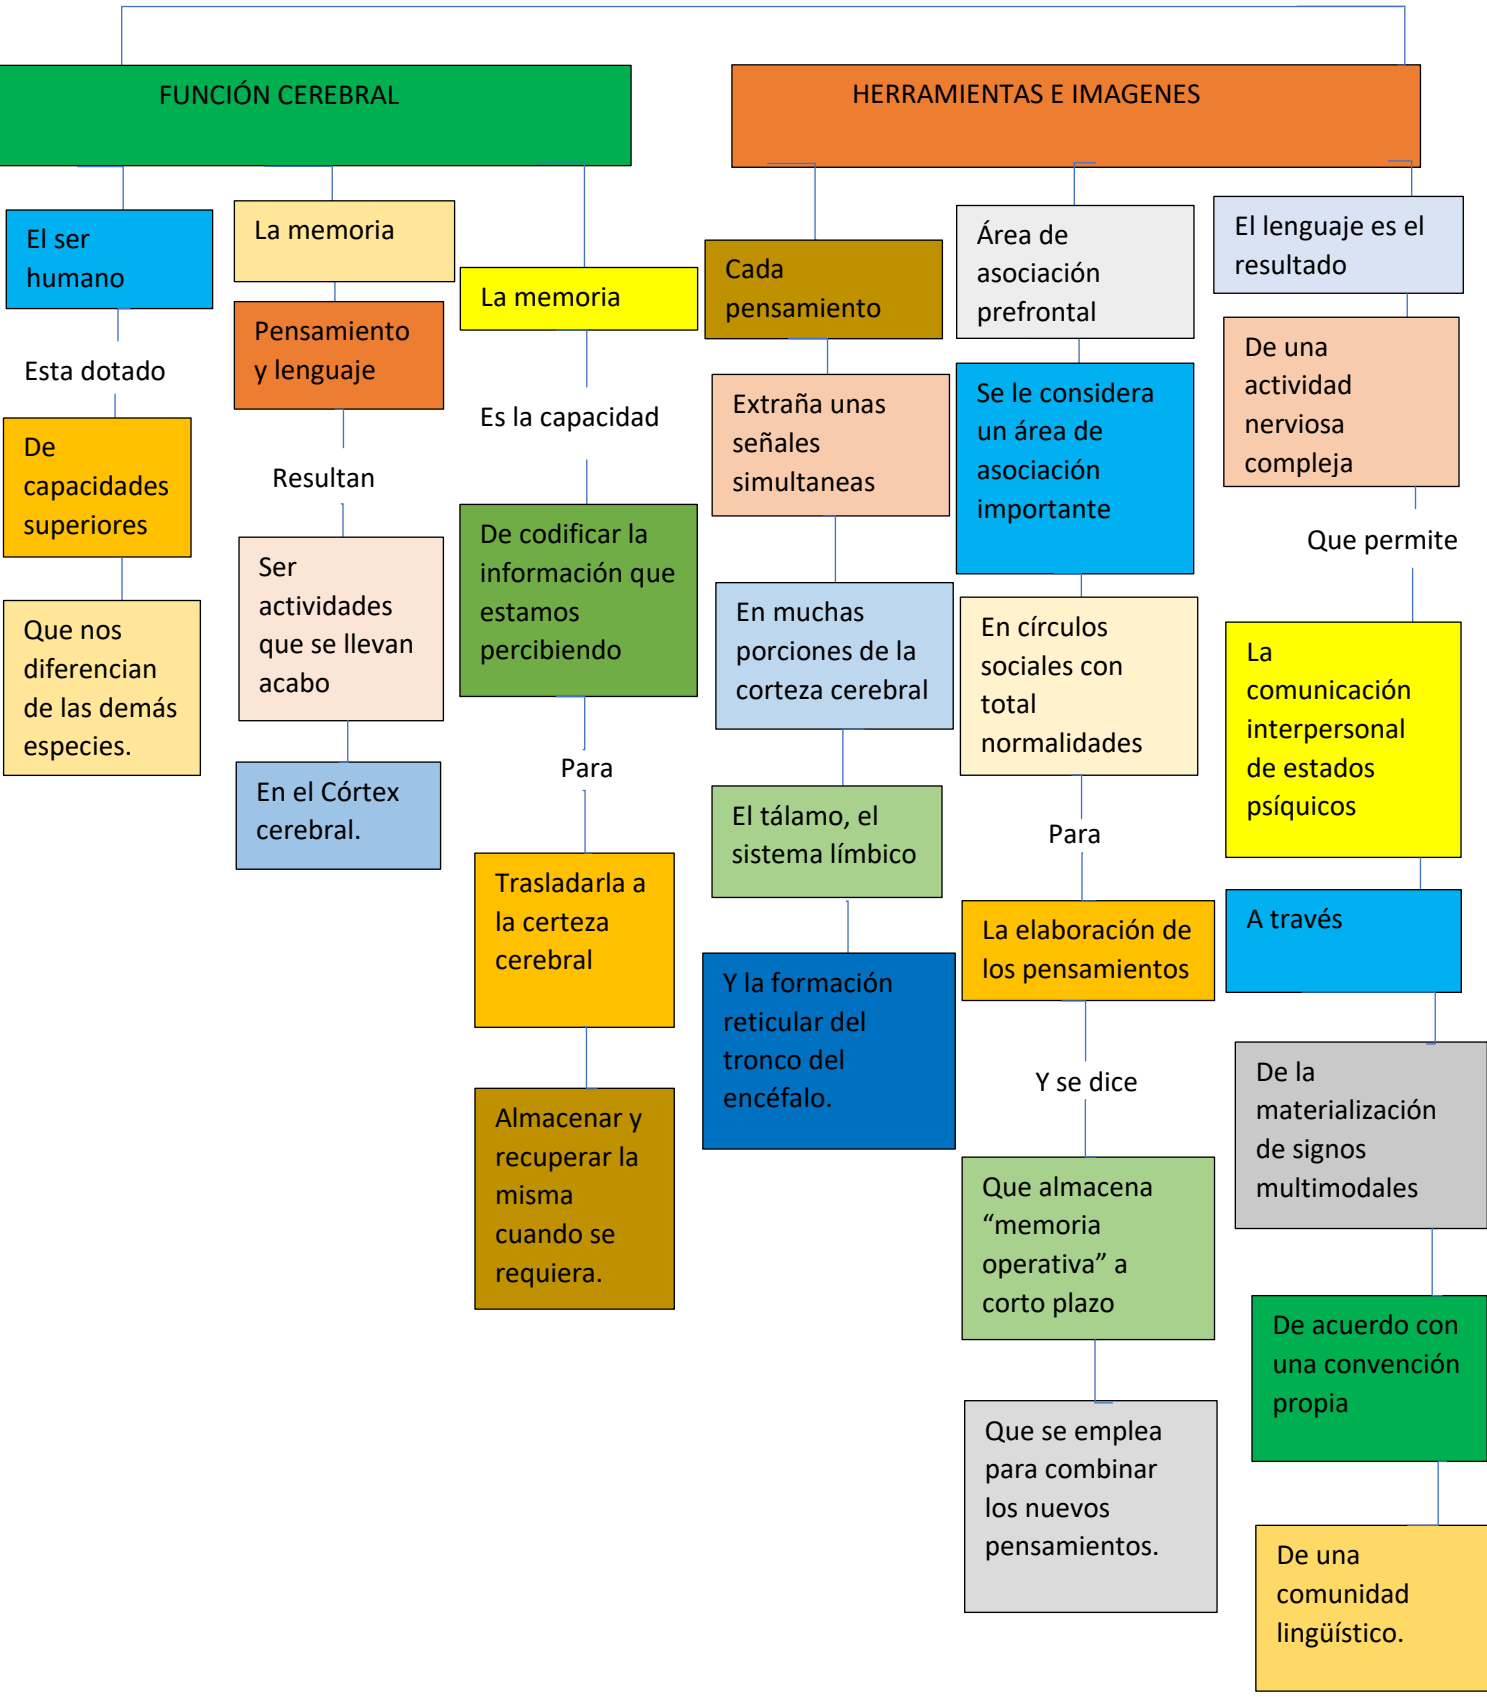 FUNCIÓN CEREBRAL
El ser
humano
Esta dotado
De
capacidades
superiores
Que nos
diferencian
de las demás
especies.
La memoria
Pensamiento
y lenguaje
Resultan
Ser
actividades
que se llevan
acabo
En el Córtex
cerebral.
La memoria
Es la capacidad
De codificar la
información que
estamos
percibiendo
Para
Trasladarla a
la certeza
cerebral
Almacenar y
recuperar la
misma
cuando se
requiera.
HERRAMIENTAS E IMAGENES
Cada
pensamiento
Extraña unas
señales
simultaneas
En muchas
porciones de la
corteza cerebral
El tálamo, el
sistema límbico
Y la formación
reticular del
tronco del
encéfalo.
Área de
asociación
prefrontal
Se le considera
un área de
asociación
importante
En círculos
sociales con
total
normalidades
Para
La elaboración de
los pensamientos
Y se dice
Que almacena
“memoria
operativa” a
corto plazo
Que se emplea
para combinar
los nuevos
pensamientos.
El lenguaje es el
resultado
De una
actividad
nerviosa
compleja
Que permite
La
comunicación
interpersonal
de estados
psíquicos
A través
De la
materialización
de signos
multimodales
De acuerdo con
una convención
propia
De una
comunidad
lingüístico.